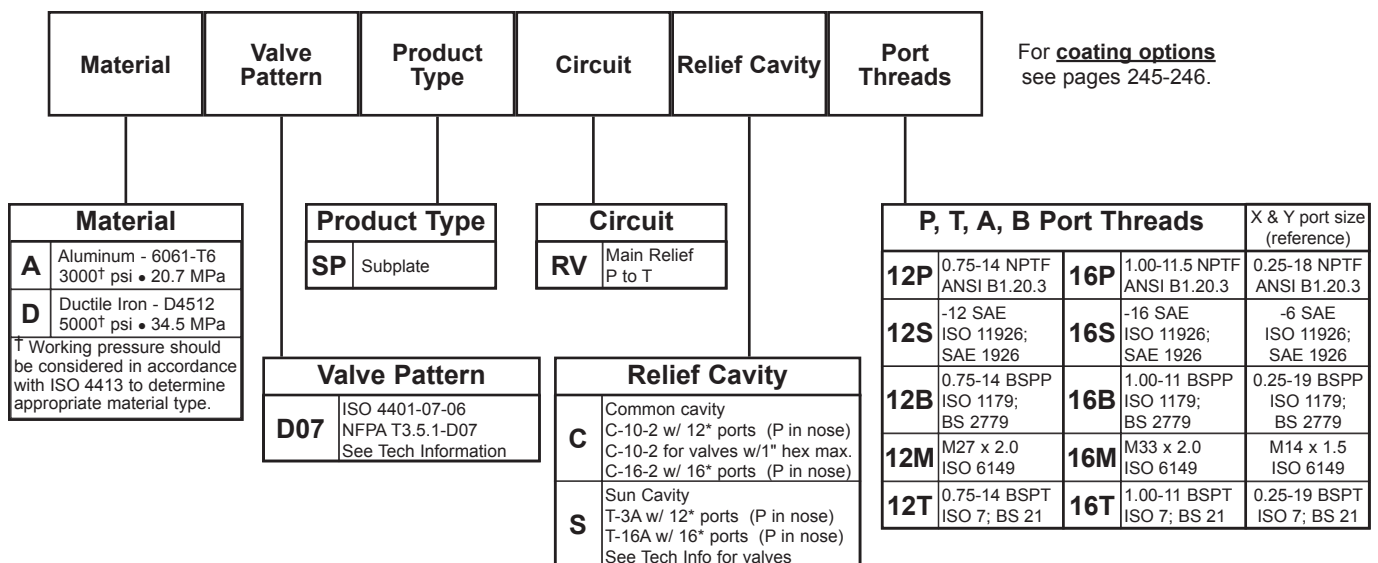 Material
Valve
Pattern
Product
Type
Circuit
Relief Cavity
Port
Threads
For coating options
see pages 245-246.
Material
A
Aluminum - 6061-T6
3000† psi • 20.7 MPa
D
Ductile Iron - D4512
5000† psi • 34.5 MPa
† Working pressure should
be considered in accordance
with ISO 4413 to determine
appropriate material type.
Valve Pattern
D07
ISO 4401-07-06
NFPA T3.5.1-D07
See Tech Information
Product Type
SP
Subplate
Circuit
RV
Main Relief
P to T
Relief Cavity
C
Common cavity
C-10-2 w/ 12* ports (P in nose)
C-10-2 for valves w/1" hex max.
C-16-2 w/ 16* ports (P in nose)
S
Sun Cavity
T-3A w/ 12* ports (P in nose)
T-16A w/ 16* ports (P in nose)
See Tech Info for valves
P, T, A, B Port Threads
X & Y port size
(reference)
12P
0.75-14 NPTF
ANSI B1.20.3
16P
1.00-11.5 NPTF
ANSI B1.20.3
0.25-18 NPTF
ANSI B1.20.3
12S
-12 SAE
ISO 11926;
SAE 1926
16S
-16 SAE
ISO 11926;
SAE 1926
-6 SAE
ISO 11926;
SAE 1926
12B
0.75-14 BSPP
ISO 1179;
BS 2779
16B
1.00-11 BSPP
ISO 1179;
BS 2779
0.25-19 BSPP
ISO 1179;
BS 2779
12M
M27 x 2.0
ISO 6149
16M
M33 x 2.0
ISO 6149
M14 x 1.5
ISO 6149
12T
0.75-14 BSPT
ISO 7; BS 21
16T
1.00-11 BSPT
ISO 7; BS 21
0.25-19 BSPT
ISO 7; BS 21